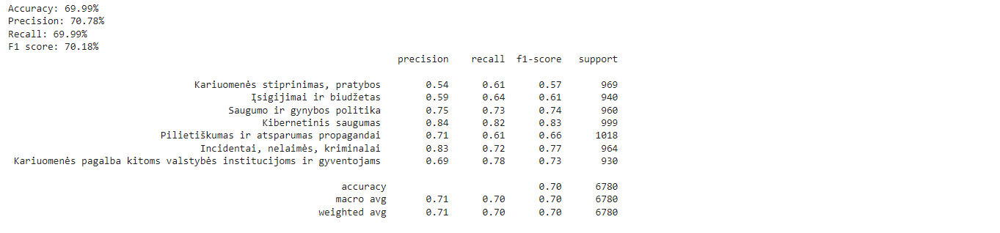 Accuracy: 69.99%
Precision: 70.78%
Recall: 69.99%
F1 score: 70.18%
precision recall f1-score support
Kariuomenės stiprinimas, pratybos 0.54 0.61 0.57 969
Įsigijimai ir biudžetas 0.59 0.64 0.61 940
Saugumo ir gynybos politika 0.75 0.73 0.74 960
Kibernetinis saugumas 0.84 0.82 0.83 999
Pilietiškumas ir atsparumas propagandai 0.71 0.61 0.66 1018
Incidentai, nelaimės, kriminalai 0.83 0.72 0.77 964
Kariuomenės pagalba kitoms valstybės institucijoms ir gyventojams 0.69 0.78 0.73 930
accuracy 0.70 6780
macro avg 0.71 0.70 0.70 6780
weighted avg 0.71 0.70 0.70 6780